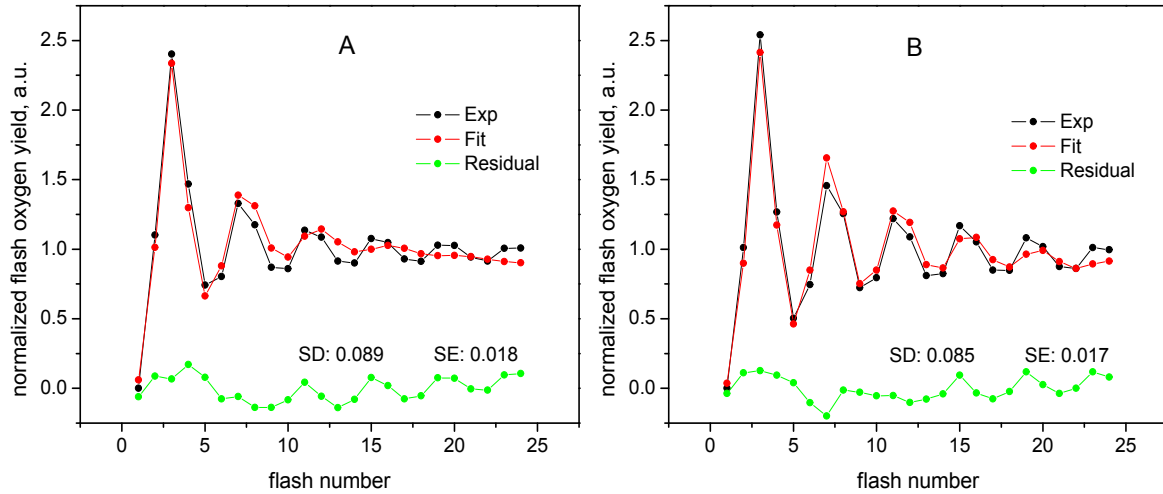 A
normalized flash oxygen yield, a.u.
2.5
2.0
1.5
1.0
0.5
0.0
Exp
Fit
Residual
SD: 0.089 SE: 0.018
0 5 10 15 20 25
flash number
B
normalized flash oxygen yield, a.u.
2.5
2.0
1.5
1.0
0.5
0.0
Exp
Fit
Residual
SD: 0.085 SE: 0.017
0 5 10 15 20 25
flash number